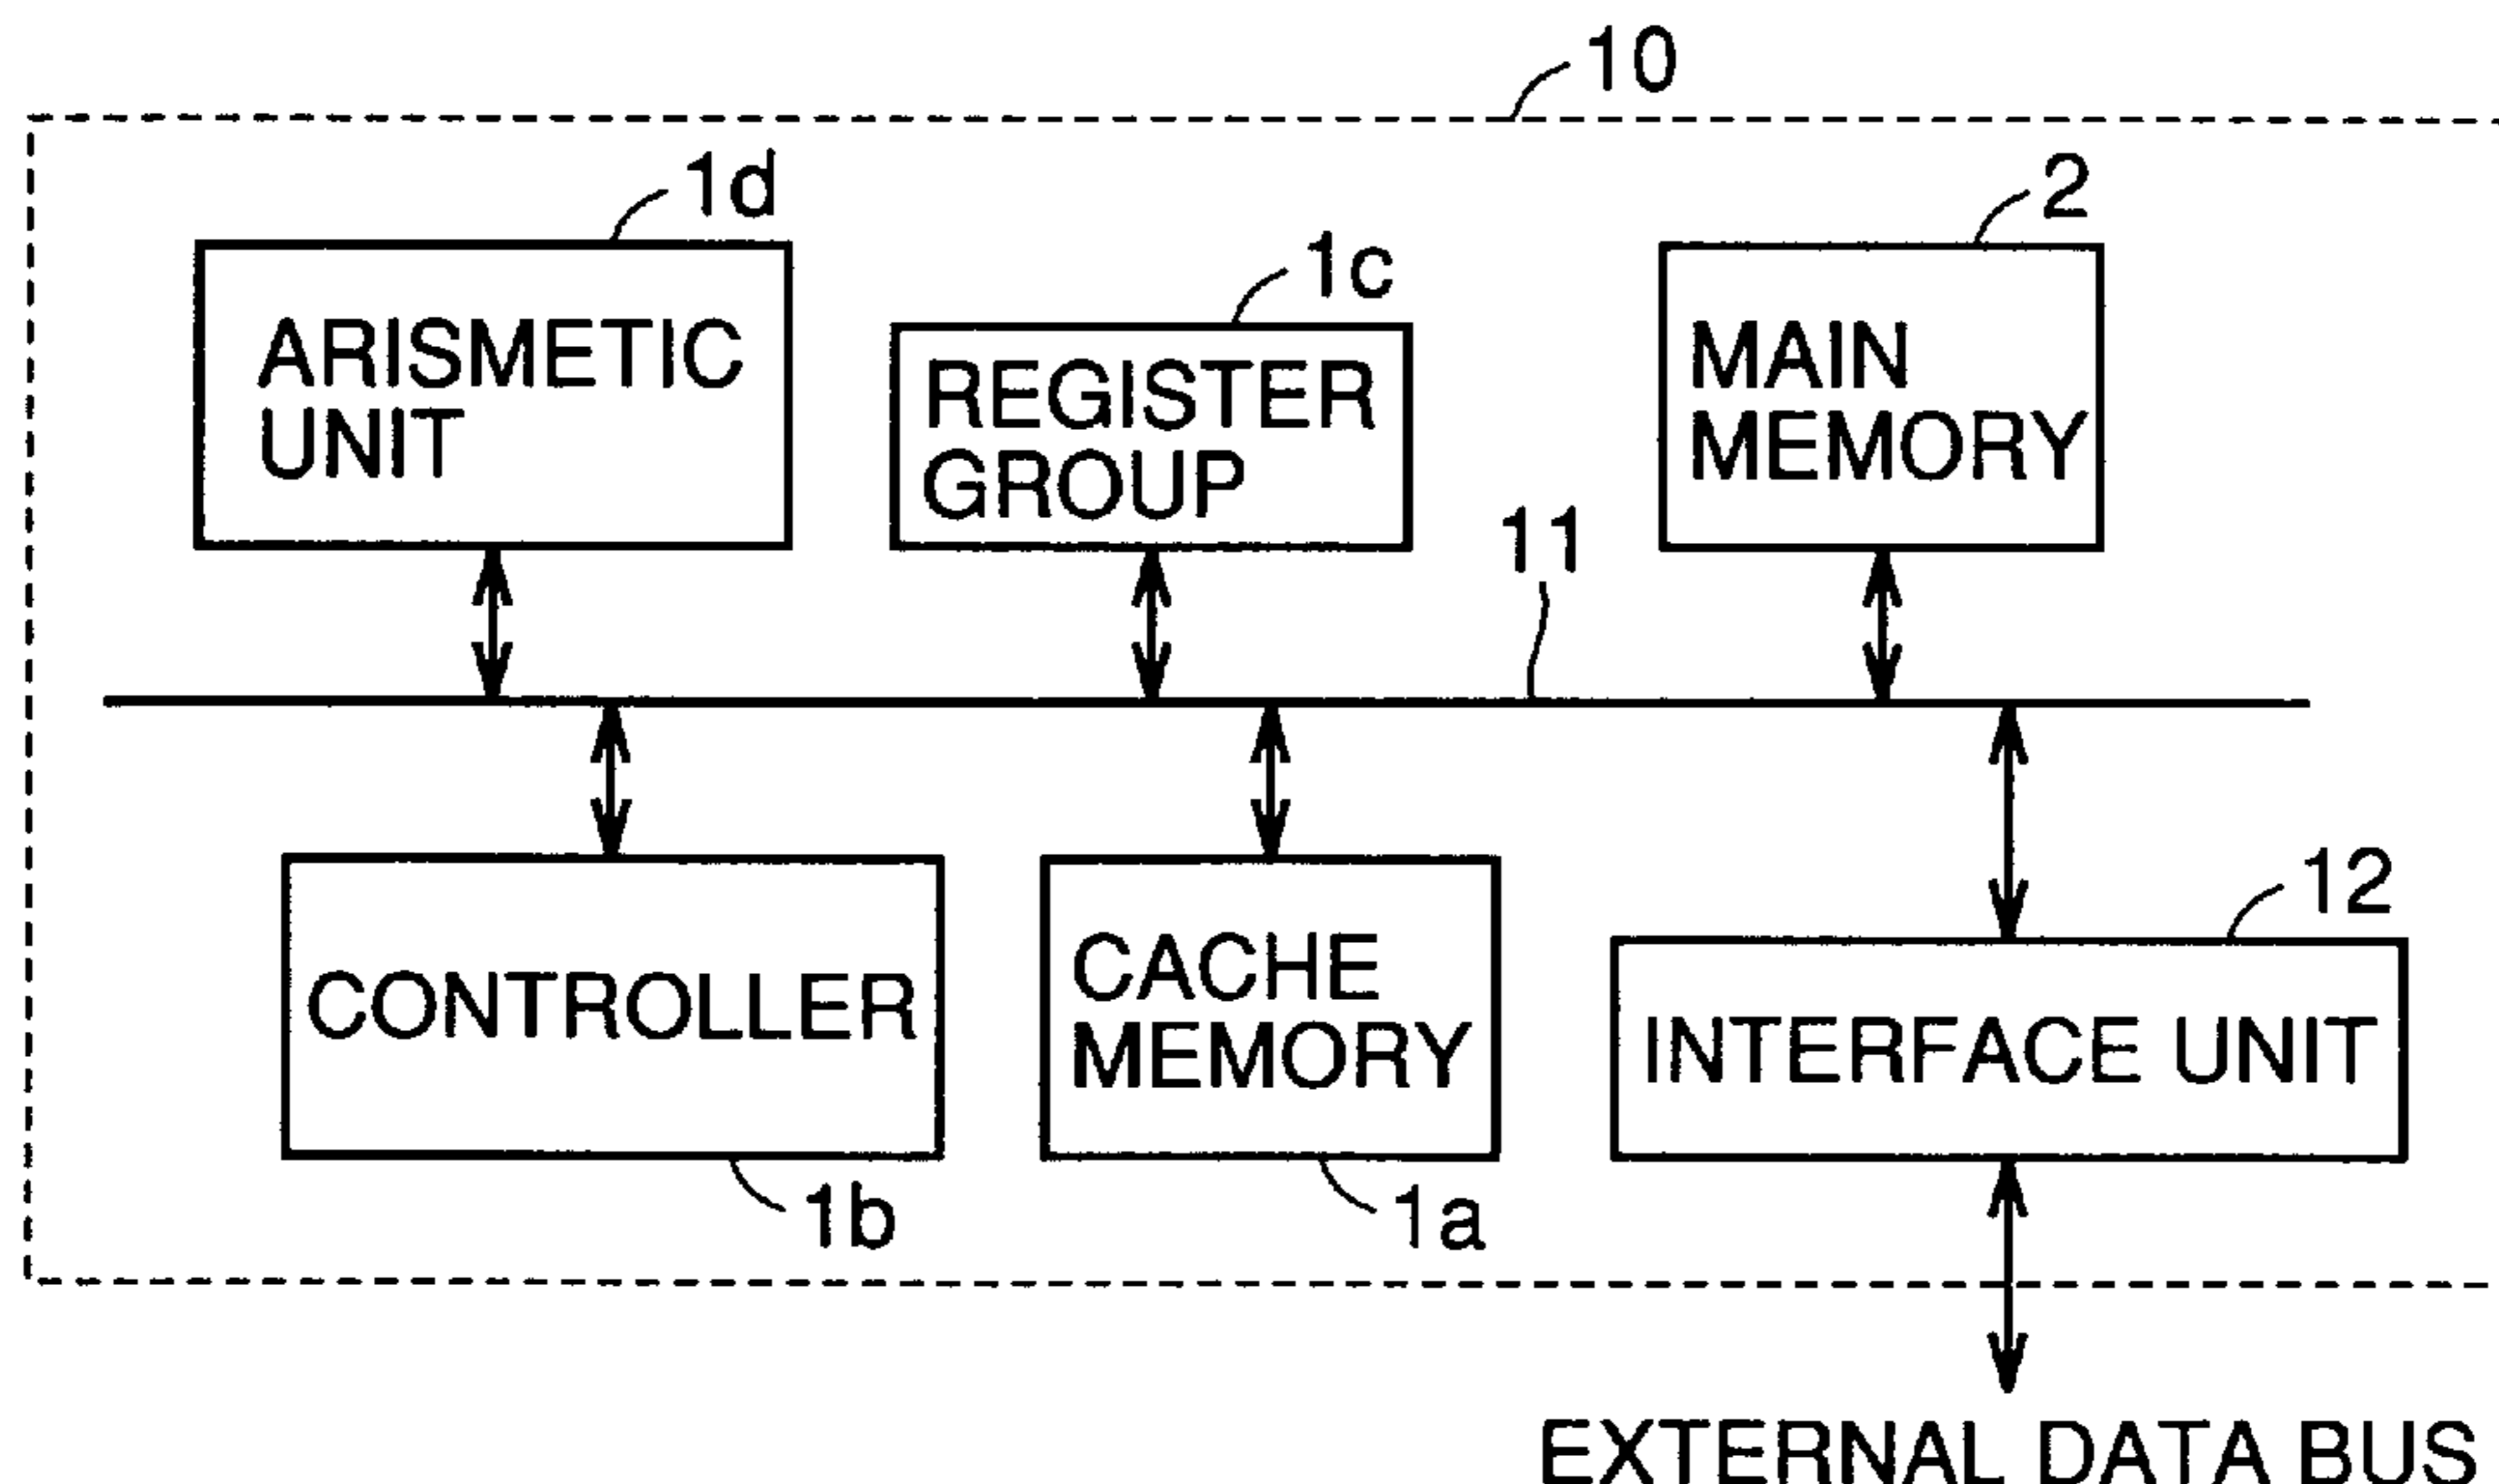 10
1d
2
1c
ARISMETIC
UNIT
REGISTER
GROUP
MAIN
MEMORY
11
12
CONTROLLER
CACHE
MEMORY
INTERFACE UNIT
1b
1a
EXTERNAL DATA BUS